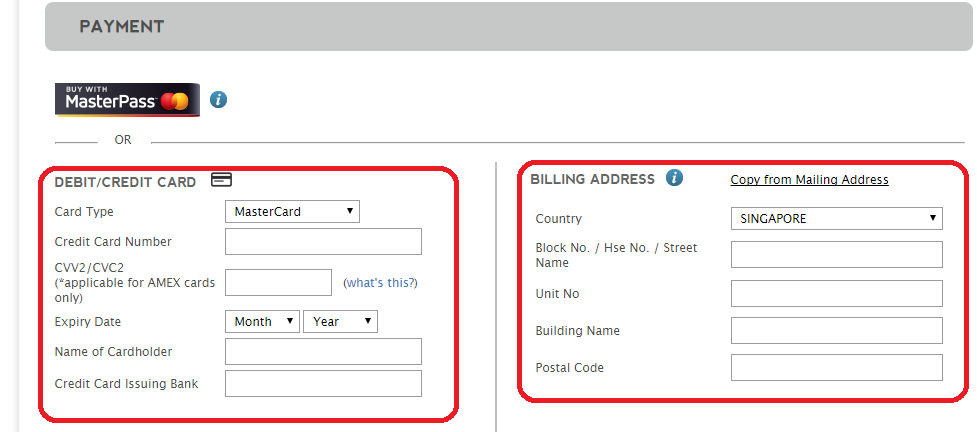 PAYMENT
BUY WITH
MasterPass
i
OR
DEBIT/CREDIT CARD
Card Type MasterCard
Credit Card Number
CVV2/CVC2
(*applicable for AMEX cards
only)
(what's this?)
Expiry Date Month Year
Name of Cardholder
Credit Card Issuing Bank
BILLING ADDRESS i Copy from Mailing Address
Country SINGAPORE
Block No. / Hse No. / Street
Name
Unit No
Building Name
Postal Code